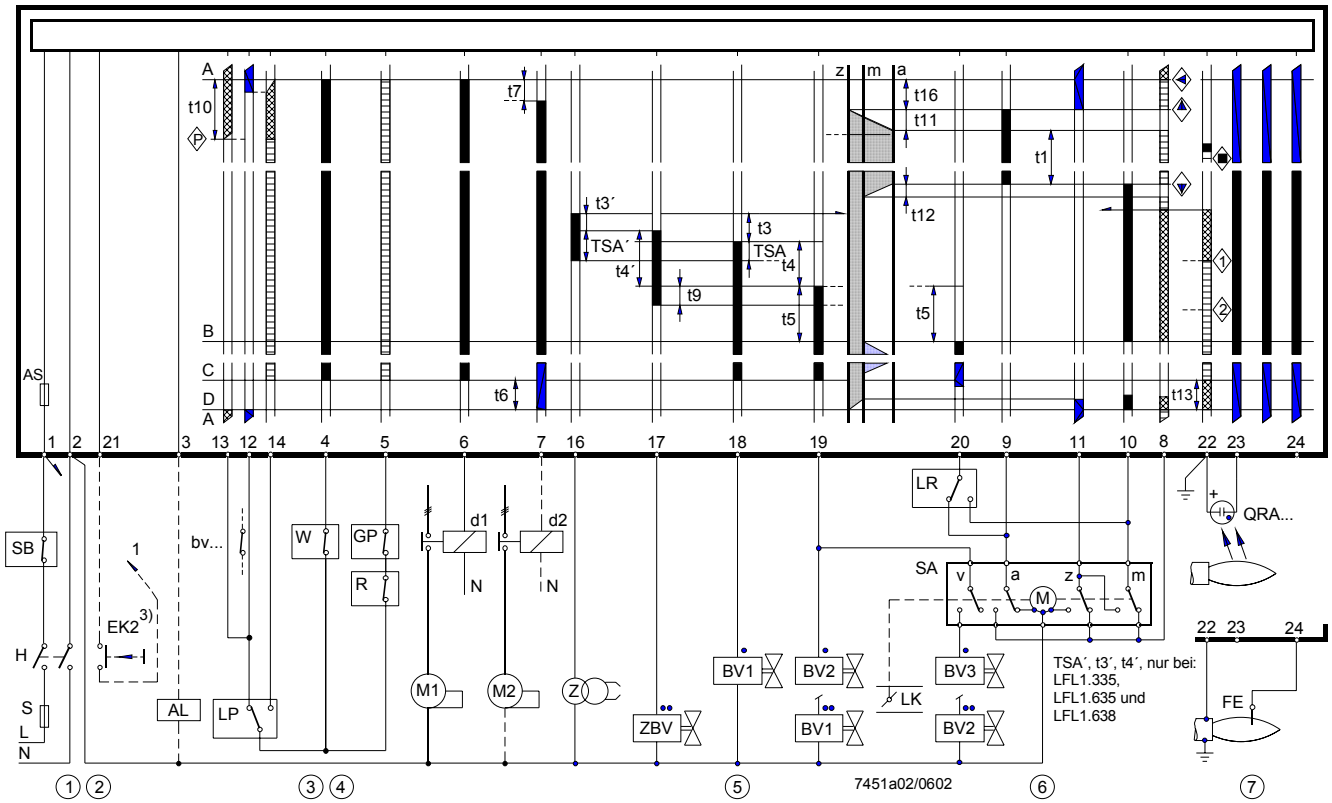 A
t10
P
t7
z m a
t16
t11
t1
t12
t3´
TSA´
t4´
t9
t3
TSA
t4
t5
t5
1
2
B
C
D
A
t6
t13
AS
1 2 21 3 13 12 14 4 5 6 7 16 17 18 19 20 9 11 10 8 22 23 24
SB
H
S
L
N
1
EK2 3)
AL
bv...
LP
W
GP
R
d1
N
M1
d2
N
M2
Z
ZBV
BV1
BV2
BV1
LR
SA
v a z m
M
LK
BV3
BV2
+
QRA...
22 23 24
FE
TSA´, t3´, t4´, nur bei:
LFL1.335,
LFL1.635 und
LFL1.638
7451a02/0602
1 2 3 4 5 6 7